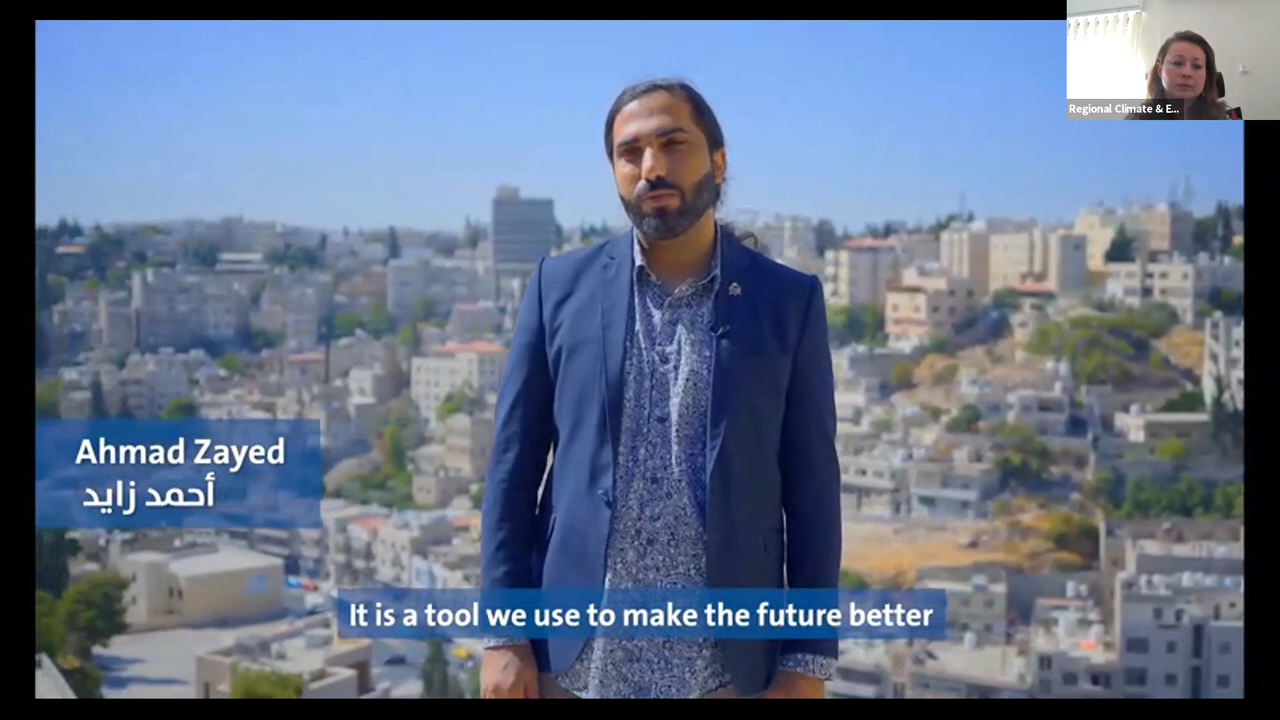 Regional Climate & E...
Ahmad Zayed
أحمد زايد
It is a tool we use to make the future better